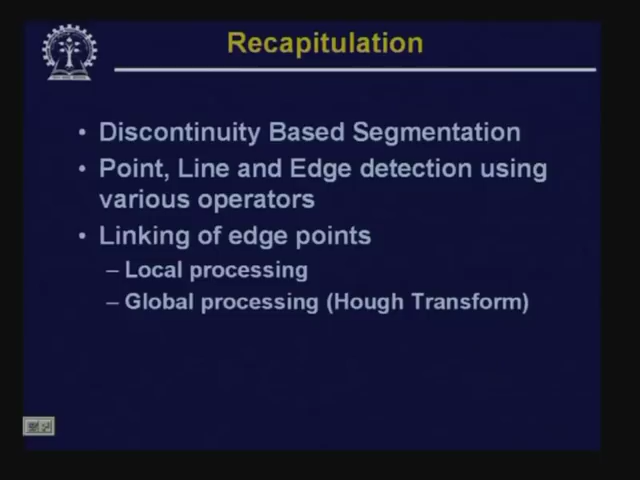 Recapitulation
• Discontinuity Based Segmentation
• Point, Line and Edge detection using
various operators
• Linking of edge points
– Local processing
– Global processing (Hough Transform)